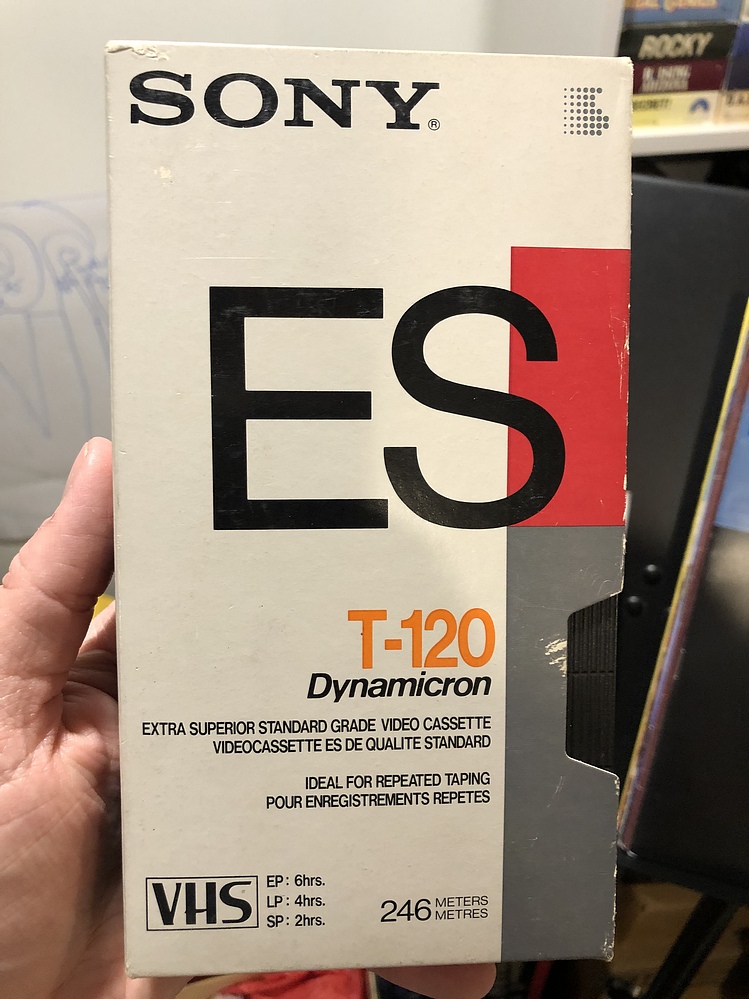 ROCKY
SONY®
ES
T-120
Dynamicron
EXTRA SUPERIOR STANDARD GRADE VIDEO CASSETTE
VIDEOCASSETTE ES DE QUALITE STANDARD
IDEAL FOR REPEATED TAPING
POUR ENREGISTREMENTS REPETES
VHS
EP: 6hrs.
LP: 4hrs.
SP: 2hrs.
246 METERS
METRES